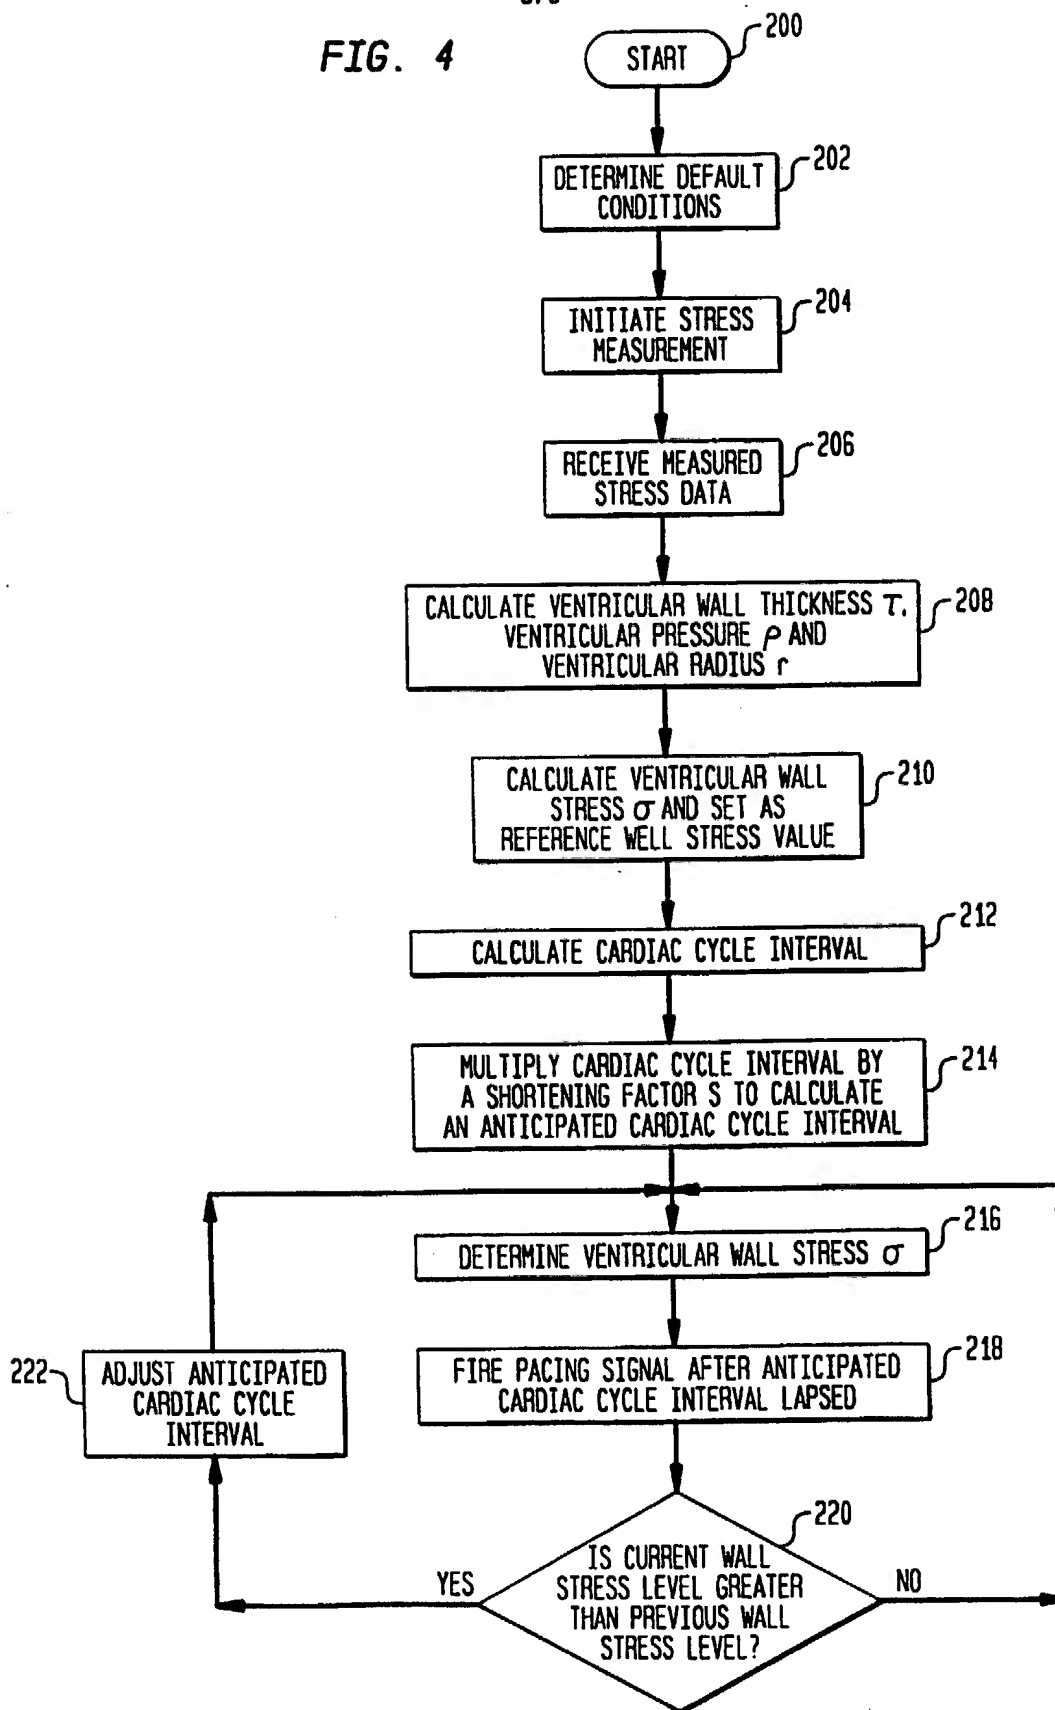 FIG. 4
START
200
DETERMINE DEFAULT
CONDITIONS
202
INITIATE STRESS
MEASUREMENT
204
RECEIVE MEASURED
STRESS DATA
206
CALCULATE VENTRICULAR WALL THICKNESS τ.
VENTRICULAR PRESSURE ρ AND
VENTRICULAR RADIUS r
208
CALCULATE VENTRICULAR WALL
STRESS σ AND SET AS
REFERENCE WELL STRESS VALUE
210
CALCULATE CARDIAC CYCLE INTERVAL
212
MULTIPLY CARDIAC CYCLE INTERVAL BY
A SHORTENING FACTOR S TO CALCULATE
AN ANTICIPATED CARDIAC CYCLE INTERVAL
214
DETERMINE VENTRICULAR WALL STRESS σ
216
FIRE PACING SIGNAL AFTER ANTICIPATED
CARDIAC CYCLE INTERVAL LAPSED
218
222
ADJUST ANTICIPATED
CARDIAC CYCLE
INTERVAL
220
IS CURRENT WALL
STRESS LEVEL GREATER
THAN PREVIOUS WALL
STRESS LEVEL?
YES
NO